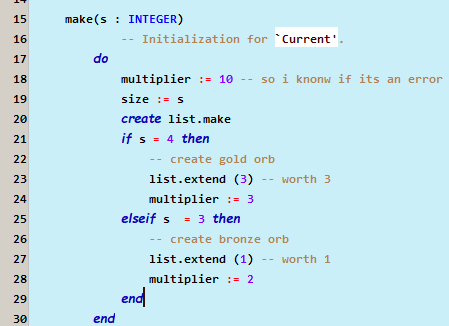 15 make(s : INTEGER)
16 -- Initialization for `Current'.
17 do
18 multiplier := 10 -- so i knonw if its an error
19 size := s
20 create list.make
21 if s = 4 then
22 -- create gold orb
23 list.extend (3) -- worth 3
24 multiplier := 3
25 elseif s = 3 then
26 -- create bronze orb
27 list.extend (1) -- worth 1
28 multiplier := 2
29 end
30 end